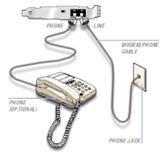 PHONE
LINE
MODEM/PHONE
CABLE
PHONE
(OPTIONAL)
PHONE JACK